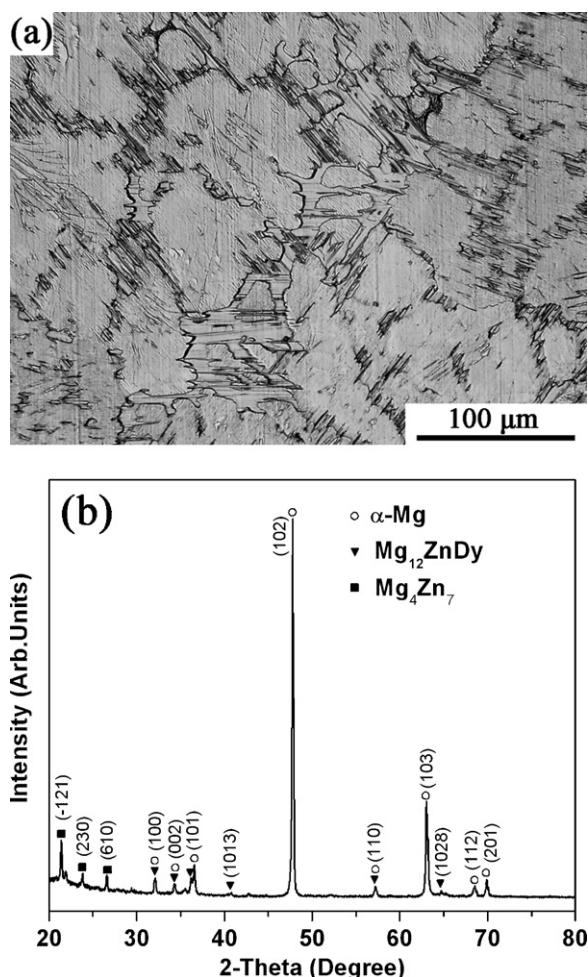 (a)
100 μm
(b)
○ α-Mg
▼ Mg₁₂ZnDy
■ Mg₄Zn₇
Intensity (Arb.Units)
(-121)
(230)
(610)
(100)
(002)
(101)
(1013)
(102)
(110)
(103)
(1028)
(112)
(201)
20 30 40 50 60 70 80
2-Theta (Degree)